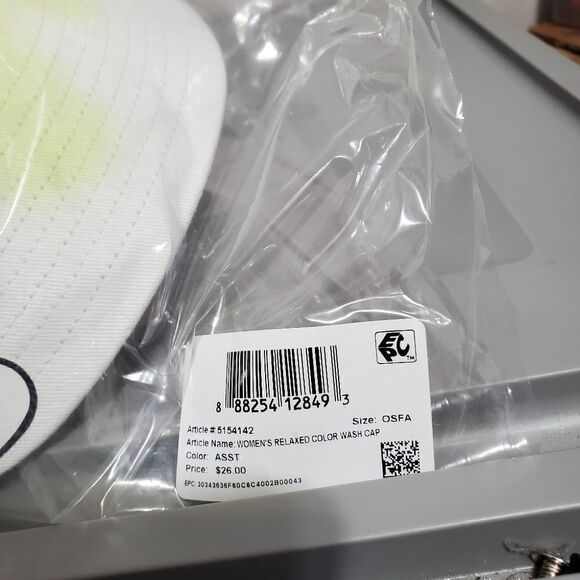 EPC™
8 88254 12849 3
Size: OSFA
Article # 5154142
Article Name: WOMEN'S RELAXED COLOR WASH CAP
Color: ASST
Price: $26.00
EPC: 30343636F80C8C4002B00043